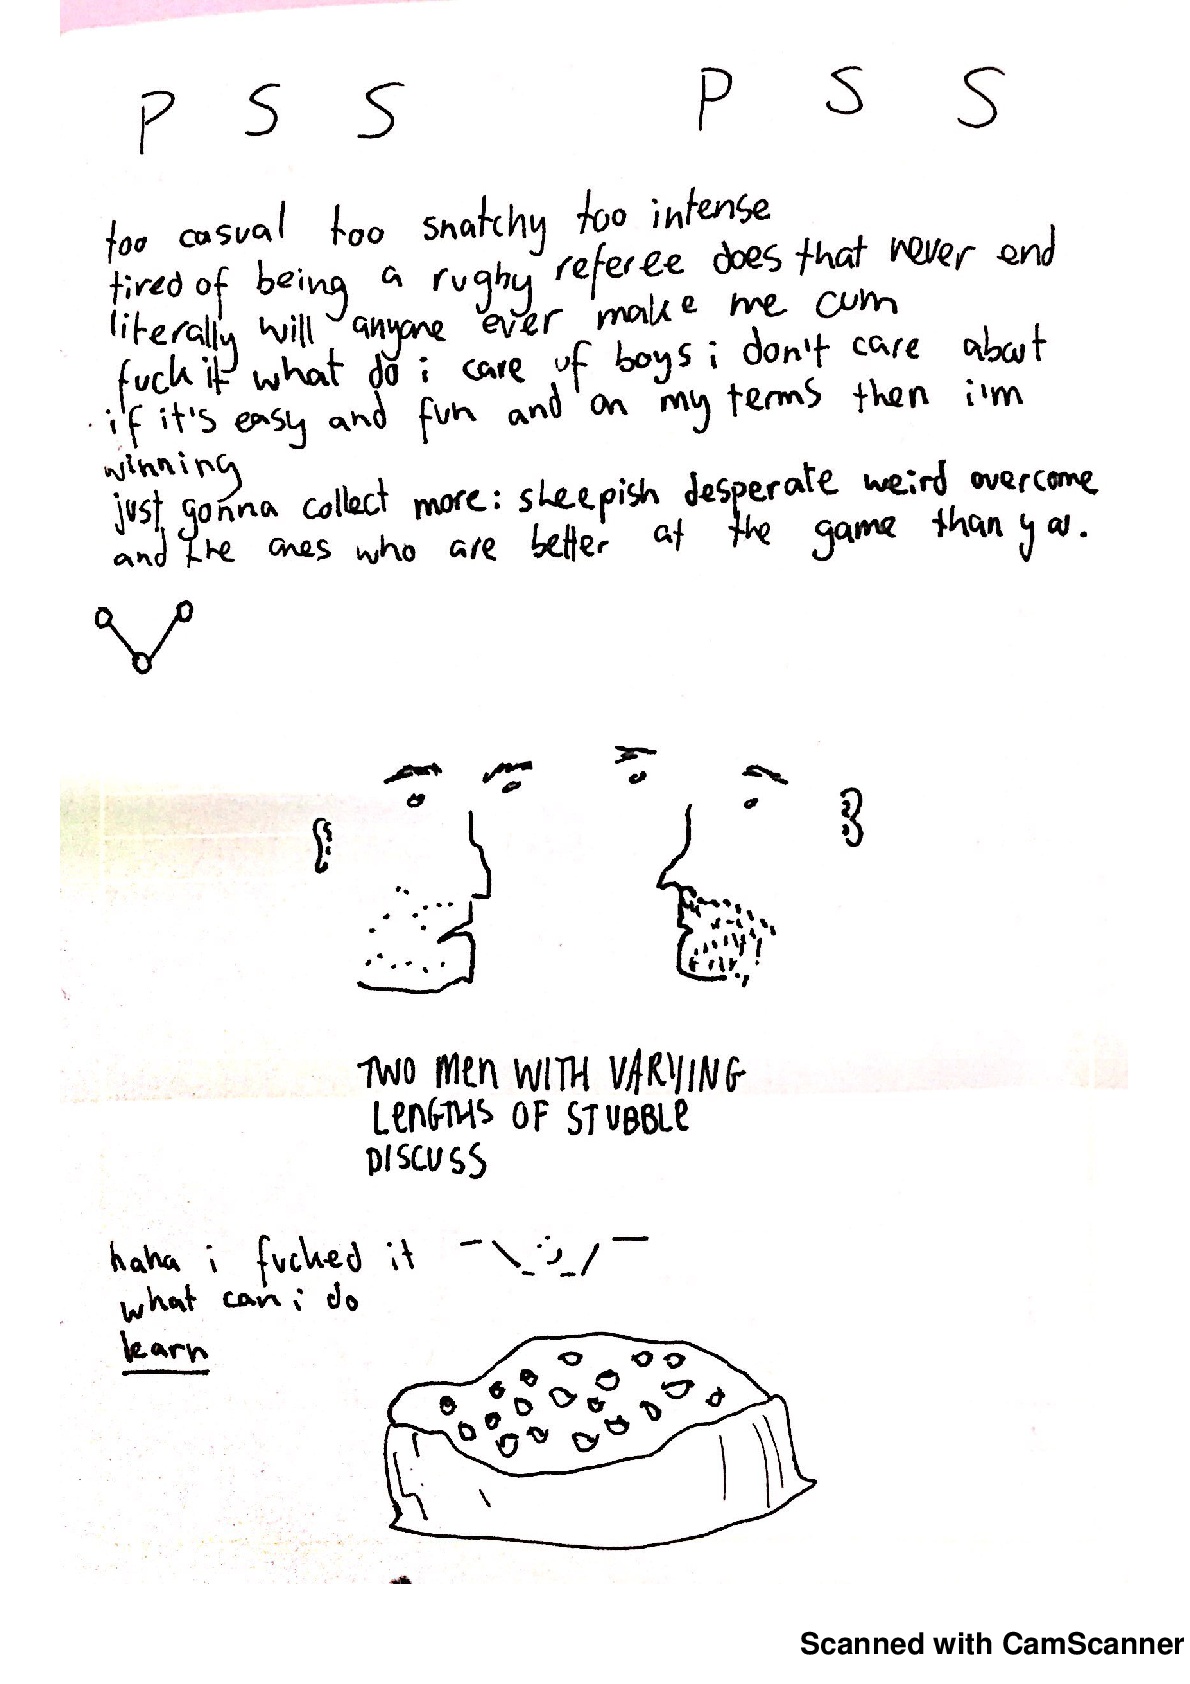 P S S P S S
too casual too snatchy too intense
tired of being a rugby referee does that never end
literally will anyone ever make me cum
fuck it what do i care of boys i don't care about
if it's easy and fun and on my terms then i'm
winning
just gonna collect more: sheepish desperate weird overcome
and the ones who are better at the game than you.
TWO MEN WITH VARYING
LENGTHS OF STUBBLE
DISCUSS
haha i fucked it
what can i do
learn
Scanned with CamScanner